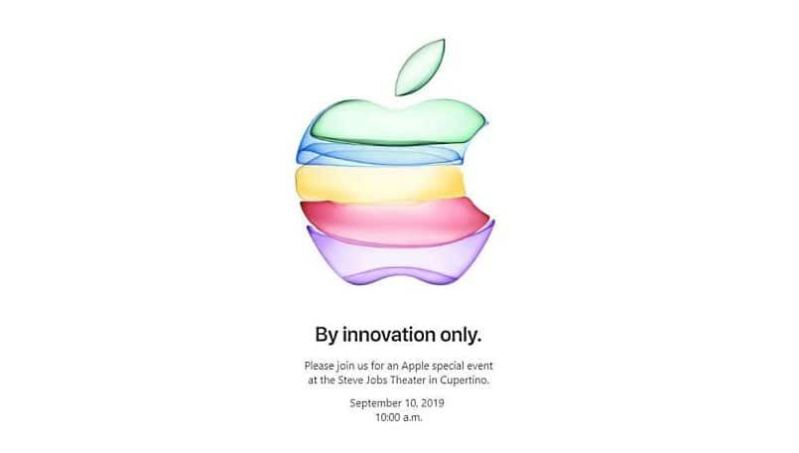 By innovation only.
Please join us for an Apple special event
at the Steve Jobs Theater in Cupertino.
September 10, 2019
10:00 a.m.